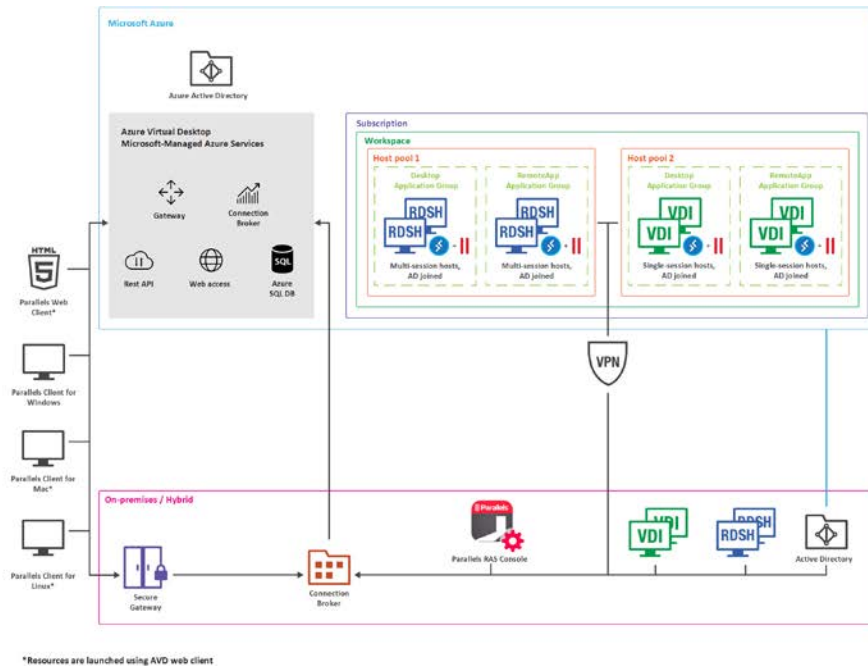 Microsoft Azure
Azure Active Directory
Azure Virtual Desktop
Microsoft-Managed Azure Services
Gateway
Connection
Broker
Rest API
Web access
SQL
Azure
SQL DB
Subscription
Workspace
Host pool 1
Desktop
Application Group
RDSH
RDSH
Multi-session hosts,
AD joined
RemoteApp
Application Group
RDSH
RDSH
Multi-session hosts,
AD joined
Host pool 2
Desktop
Application Group
VDI
VDI
Single-session hosts,
AD joined
RemoteApp
Application Group
VDI
VDI
Single-session hosts,
AD joined
HTML
5
Parallels Web
Client*
Parallels Client for
Windows
Parallels Client for
Mac*
Parallels Client for
Linux*
VPN
On-premises / Hybrid
Secure
Gateway
Connection
Broker
Parallels
Parallels RAS Console
VDI
VDI
RDSH
RDSH
Active Directory
*Resources are launched using AVD web client